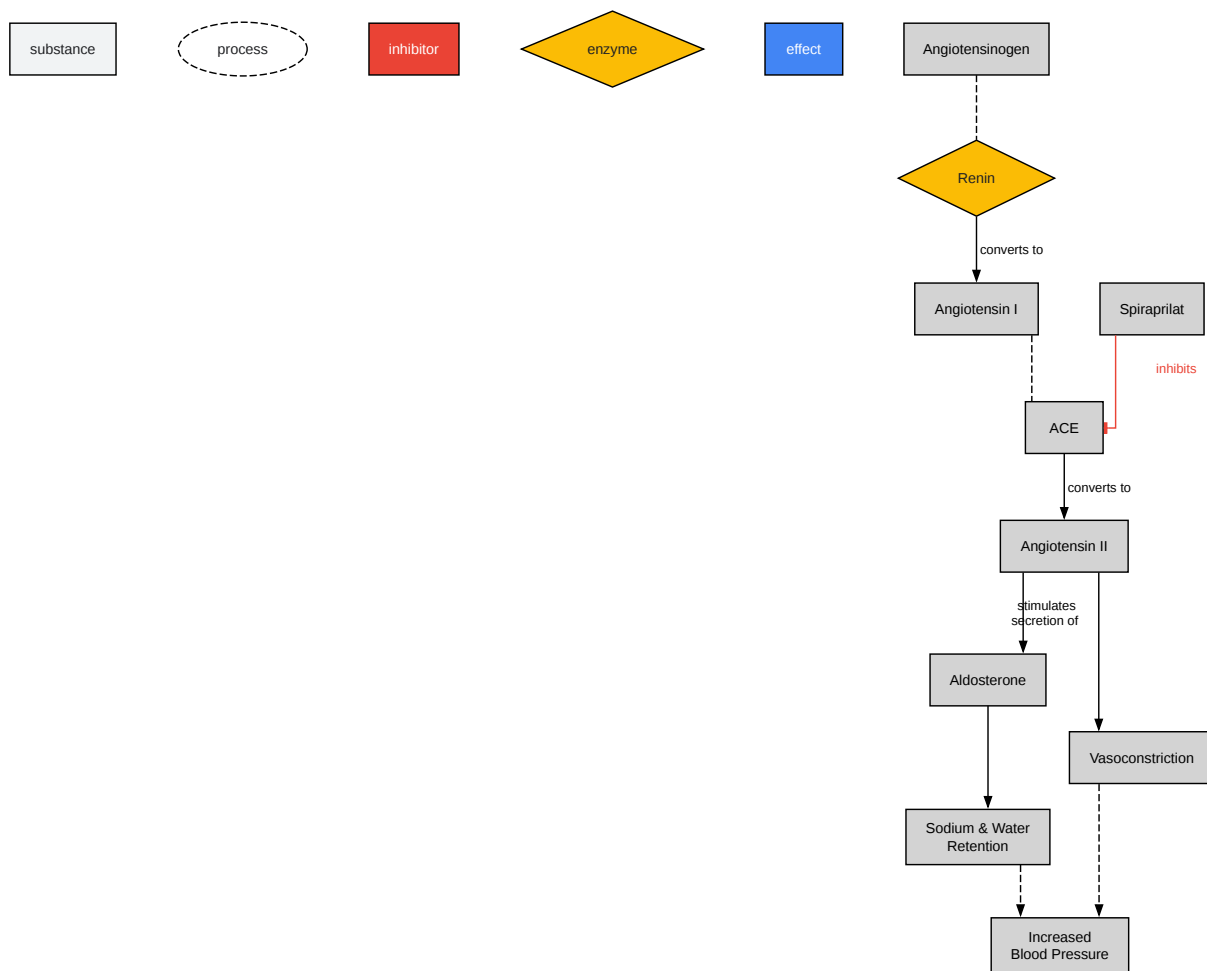 substance
process
inhibitor
enzyme
effect
Angiotensinogen
Renin
converts to
Angiotensin I
Spiraprilat
inhibits
ACE
converts to
Angiotensin II
stimulates
secretion of
Aldosterone
Vasoconstriction
Sodium & Water
Retention
Increased
Blood Pressure